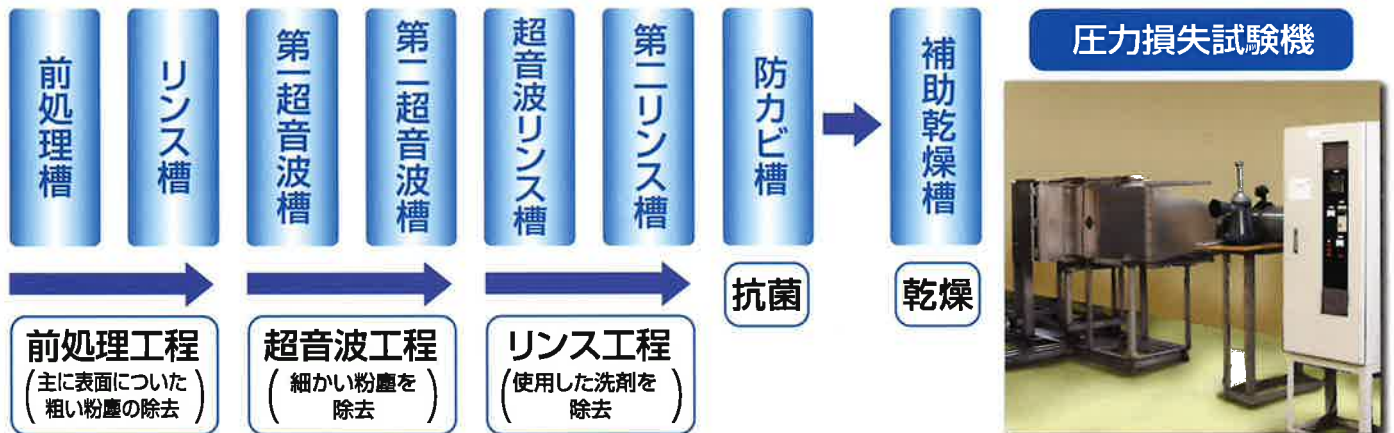 前処理槽
リンス槽
第一超音波槽
第二超音波槽
超音波リンス槽
第二リンス槽
防カビ槽
補助乾燥槽
圧力損失試験機
前処理工程
(主に表面についた
粗い粉塵の除去)
超音波工程
(細かい粉塵を
除去)
リンス工程
(使用した洗剤を
除去)
抗菌
乾燥